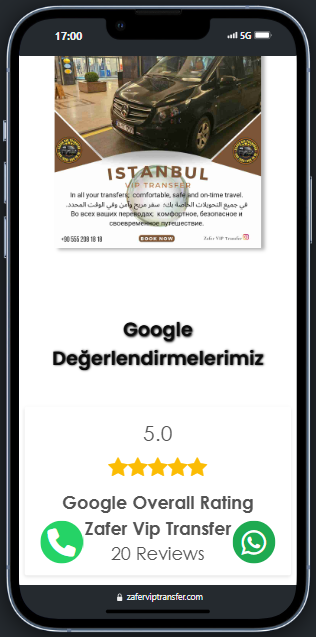 17:00
5G
ISTANBUL
VIP TRANSFER
In all your transfers, comfortable, safe and on-time travel.
في جميع التحويلات الخاصة بك، سفر مريح وآمن وفي الوقت المحدد.
Во всех ваших переводах, комфортное, безопасное и
своевременное путешествие.
+90 555 208 18 18
BOOK NOW
Zafer VIP Transfer
Google
Değerlendirmelerimiz
5.0
Google Overall Rating
Zafer Vip Transfer
20 Reviews
zaferviptransfer.com